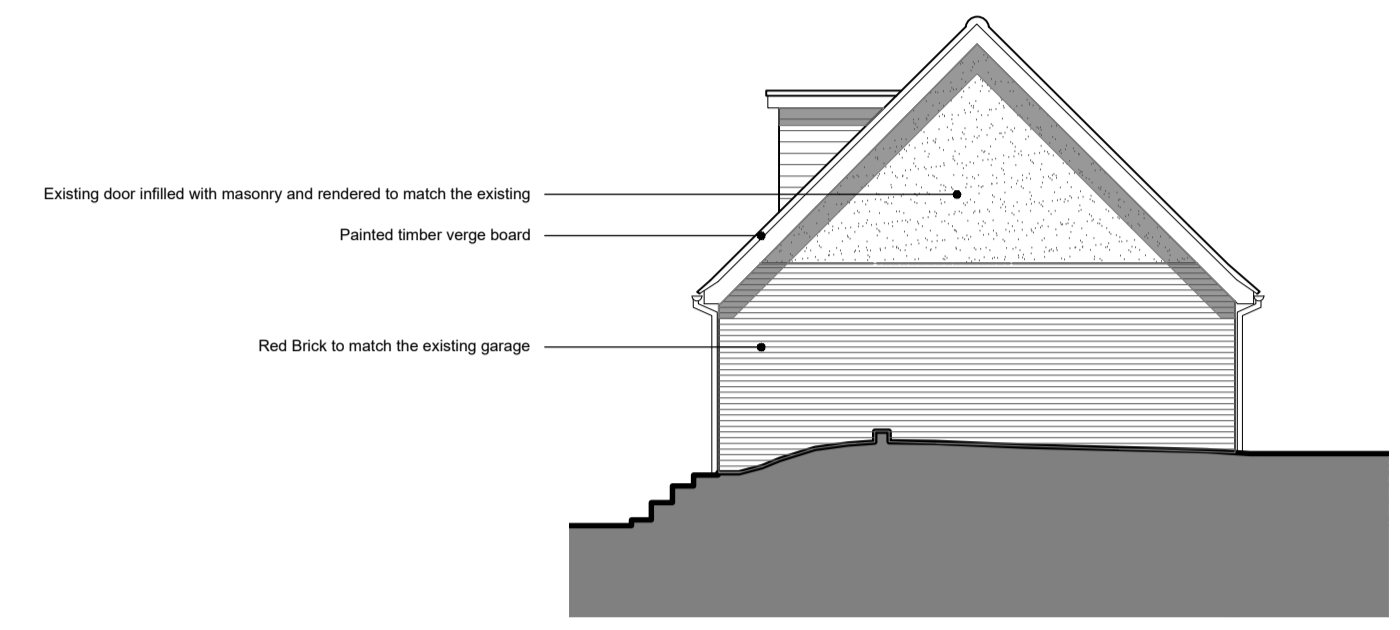 Existing door infilled with masonry and rendered to match the existing
Painted timber verge board
Red Brick to match the existing garage